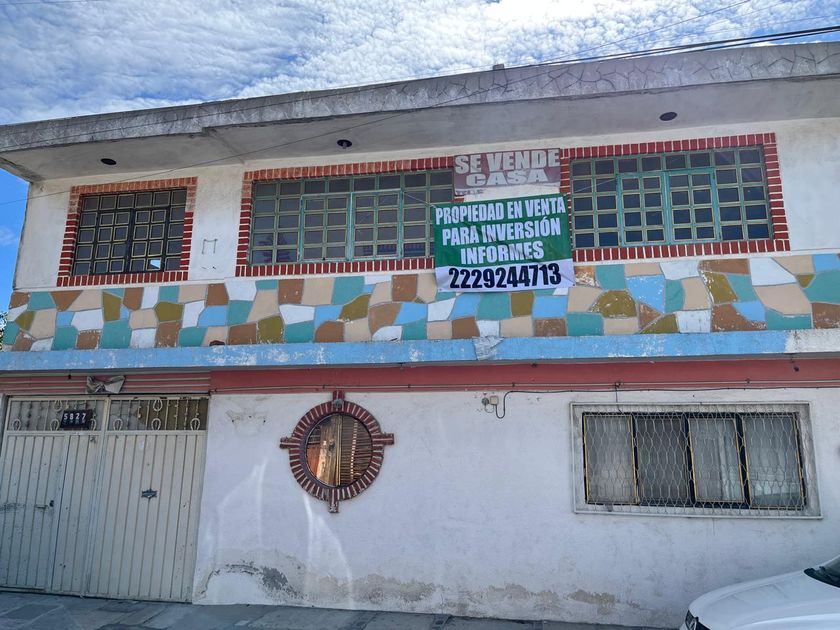 SE VENDE
CASA
PROPIEDAD EN VENTA
PARA INVERSIÓN
INFORMES
2229244713
5827